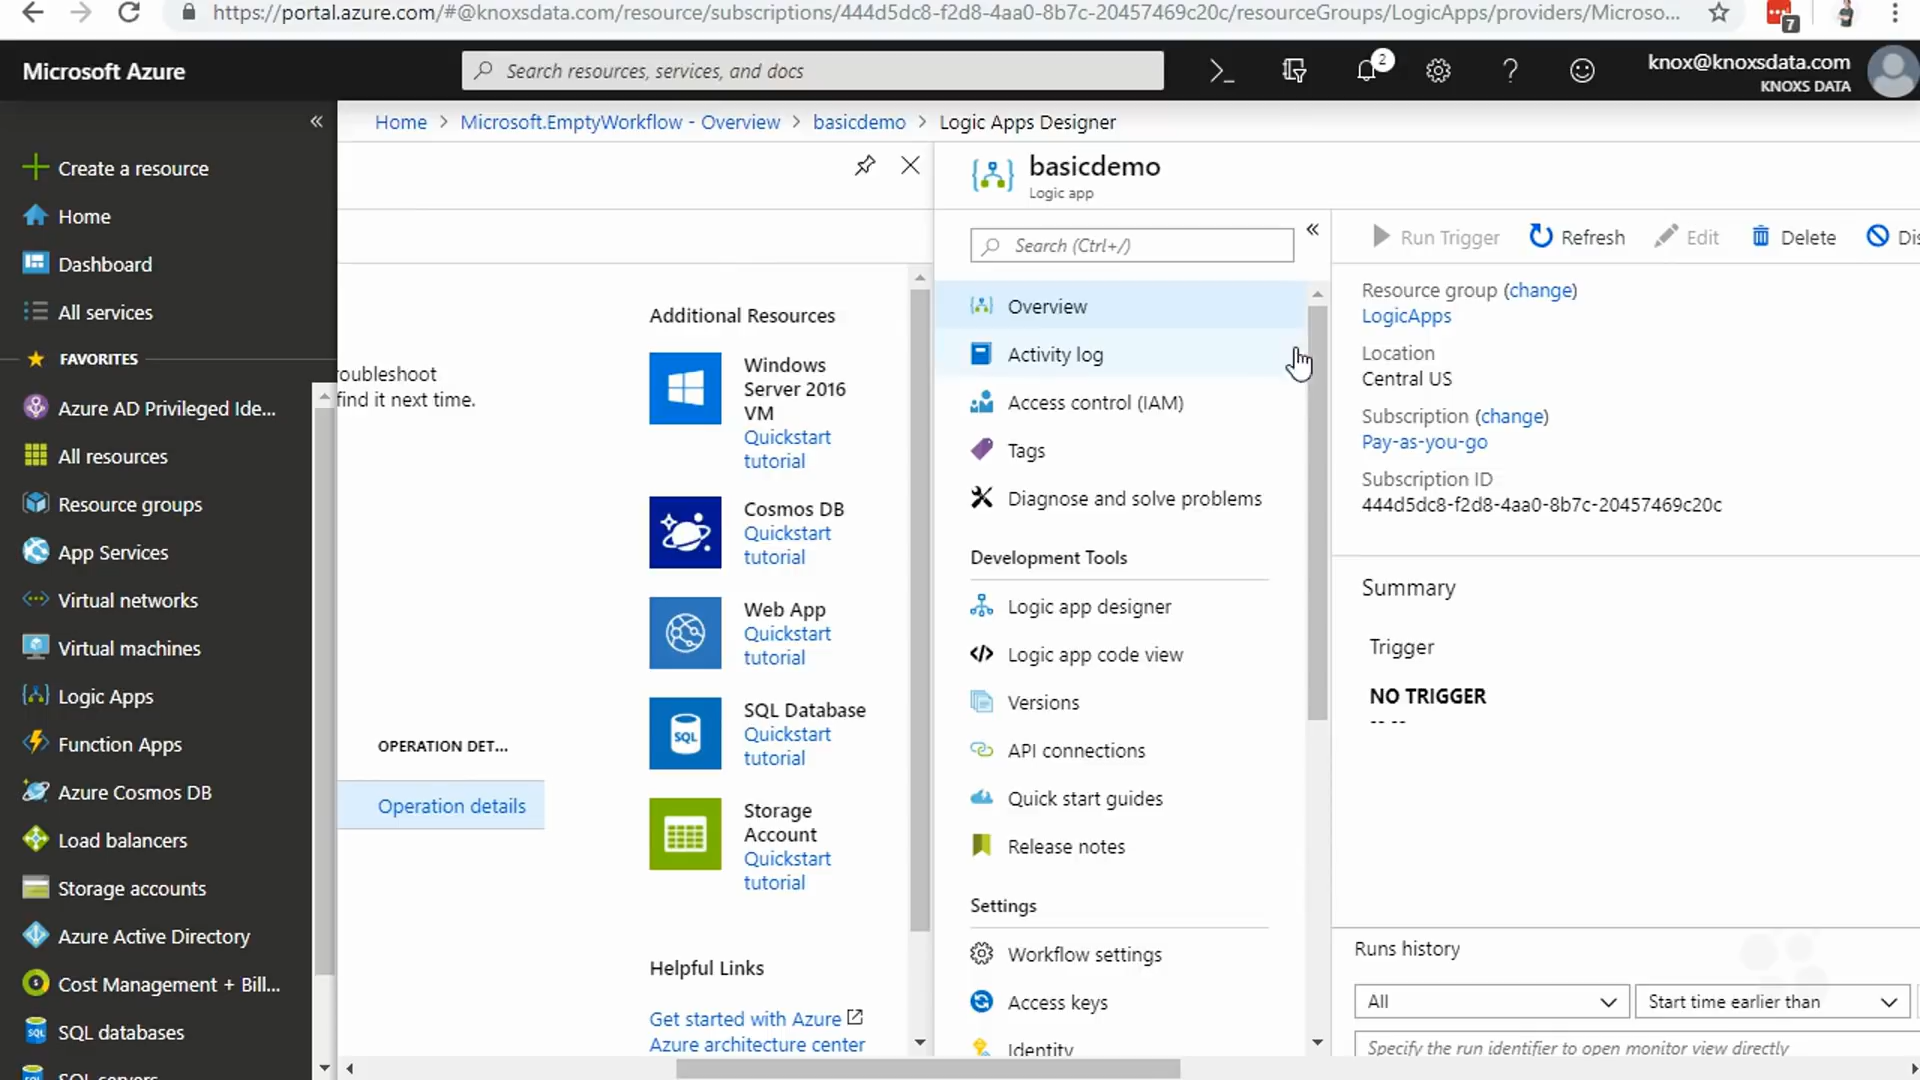 https://portal.azure.com/#@knoxsdata.com/resource/subscriptions/444d5dc8-f2d8-4aa0-8b7c-20457469c20c/resourceGroups/LogicApps/providers/Microso...
7
Microsoft Azure
Search resources, services, and docs
2
knox@knoxsdata.com
KNOXS DATA
Create a resource
Home
Dashboard
All services
FAVORITES
Azure AD Privileged Ide...
All resources
Resource groups
App Services
Virtual networks
Virtual machines
Logic Apps
Function Apps
Azure Cosmos DB
Load balancers
Storage accounts
Azure Active Directory
Cost Management + Bill...
SQL databases
SQL servers
Home > Microsoft.EmptyWorkflow - Overview > basicdemo > Logic Apps Designer
oubleshoot
find it next time.
OPERATION DET...
Operation details
Additional Resources
Windows
Server 2016
VM
Quickstart
tutorial
Cosmos DB
Quickstart
tutorial
Web App
Quickstart
tutorial
SQL
SQL Database
Quickstart
tutorial
Storage
Account
Quickstart
tutorial
Helpful Links
Get started with Azure
Azure architecture center
basicdemo
Logic app
Search (Ctrl+/)
Overview
Activity log
Access control (IAM)
Tags
Diagnose and solve problems
Development Tools
Logic app designer
Logic app code view
Versions
API connections
Quick start guides
Release notes
Settings
Workflow settings
Access keys
Identity
Run Trigger
Refresh
Edit
Delete
Dis
Resource group (change)
LogicApps
Location
Central US
Subscription (change)
Pay-as-you-go
Subscription ID
444d5dc8-f2d8-4aa0-8b7c-20457469c20c
Summary
Trigger
NO TRIGGER
-- --
Runs history
All
Start time earlier than
Specify the run identifier to open monitor view directly